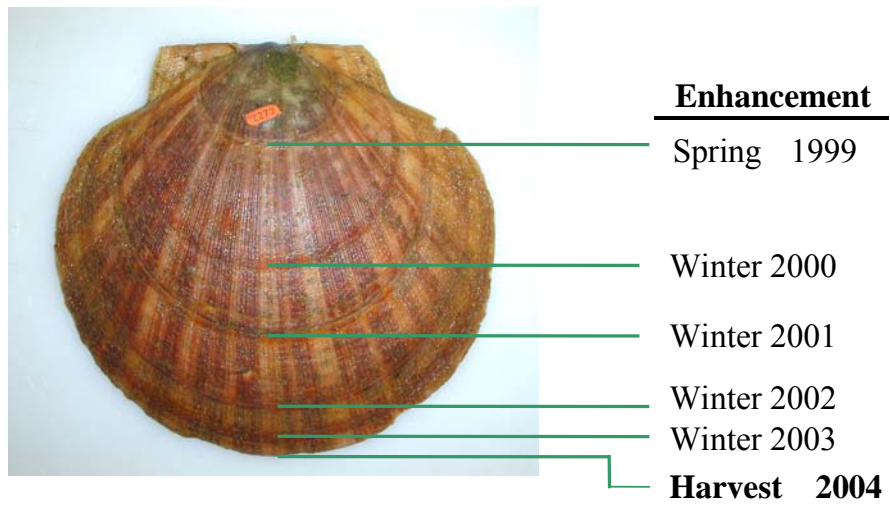 Enhancement
Spring 1999
Winter 2000
Winter 2001
Winter 2002
Winter 2003
Harvest 2004